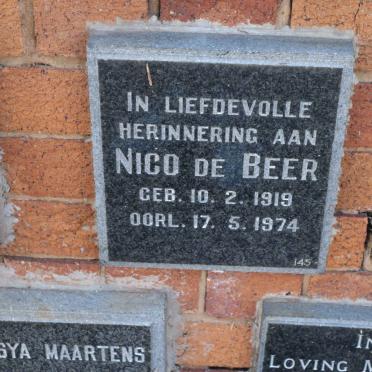 IN LIEFDEVOLLE
HERINNERING AAN
NICO DE BEER
GEB. 10. 2. 1919
OORL. 17. 5. 1974
145
MAARTENS
IN
LOVING